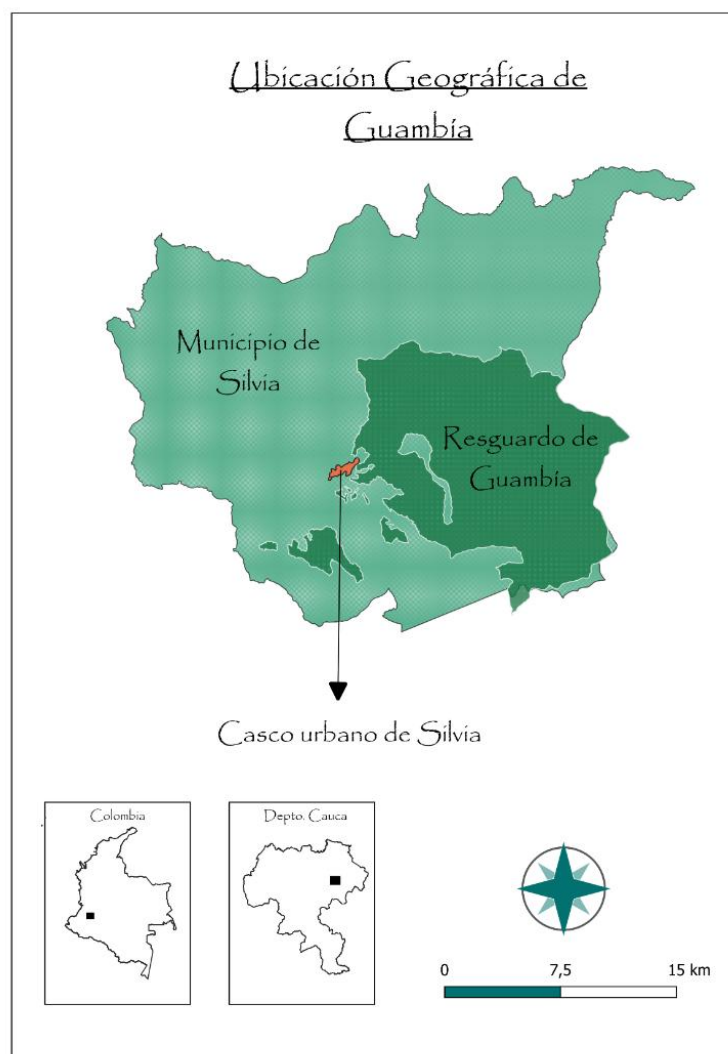 Ubicación Geográfica de
Guambía
Municipio de
Silvia
Resguardo de
Guambía
Casco urbano de Silvia
Colombia
Depto. Cauca
0 7,5 15 km